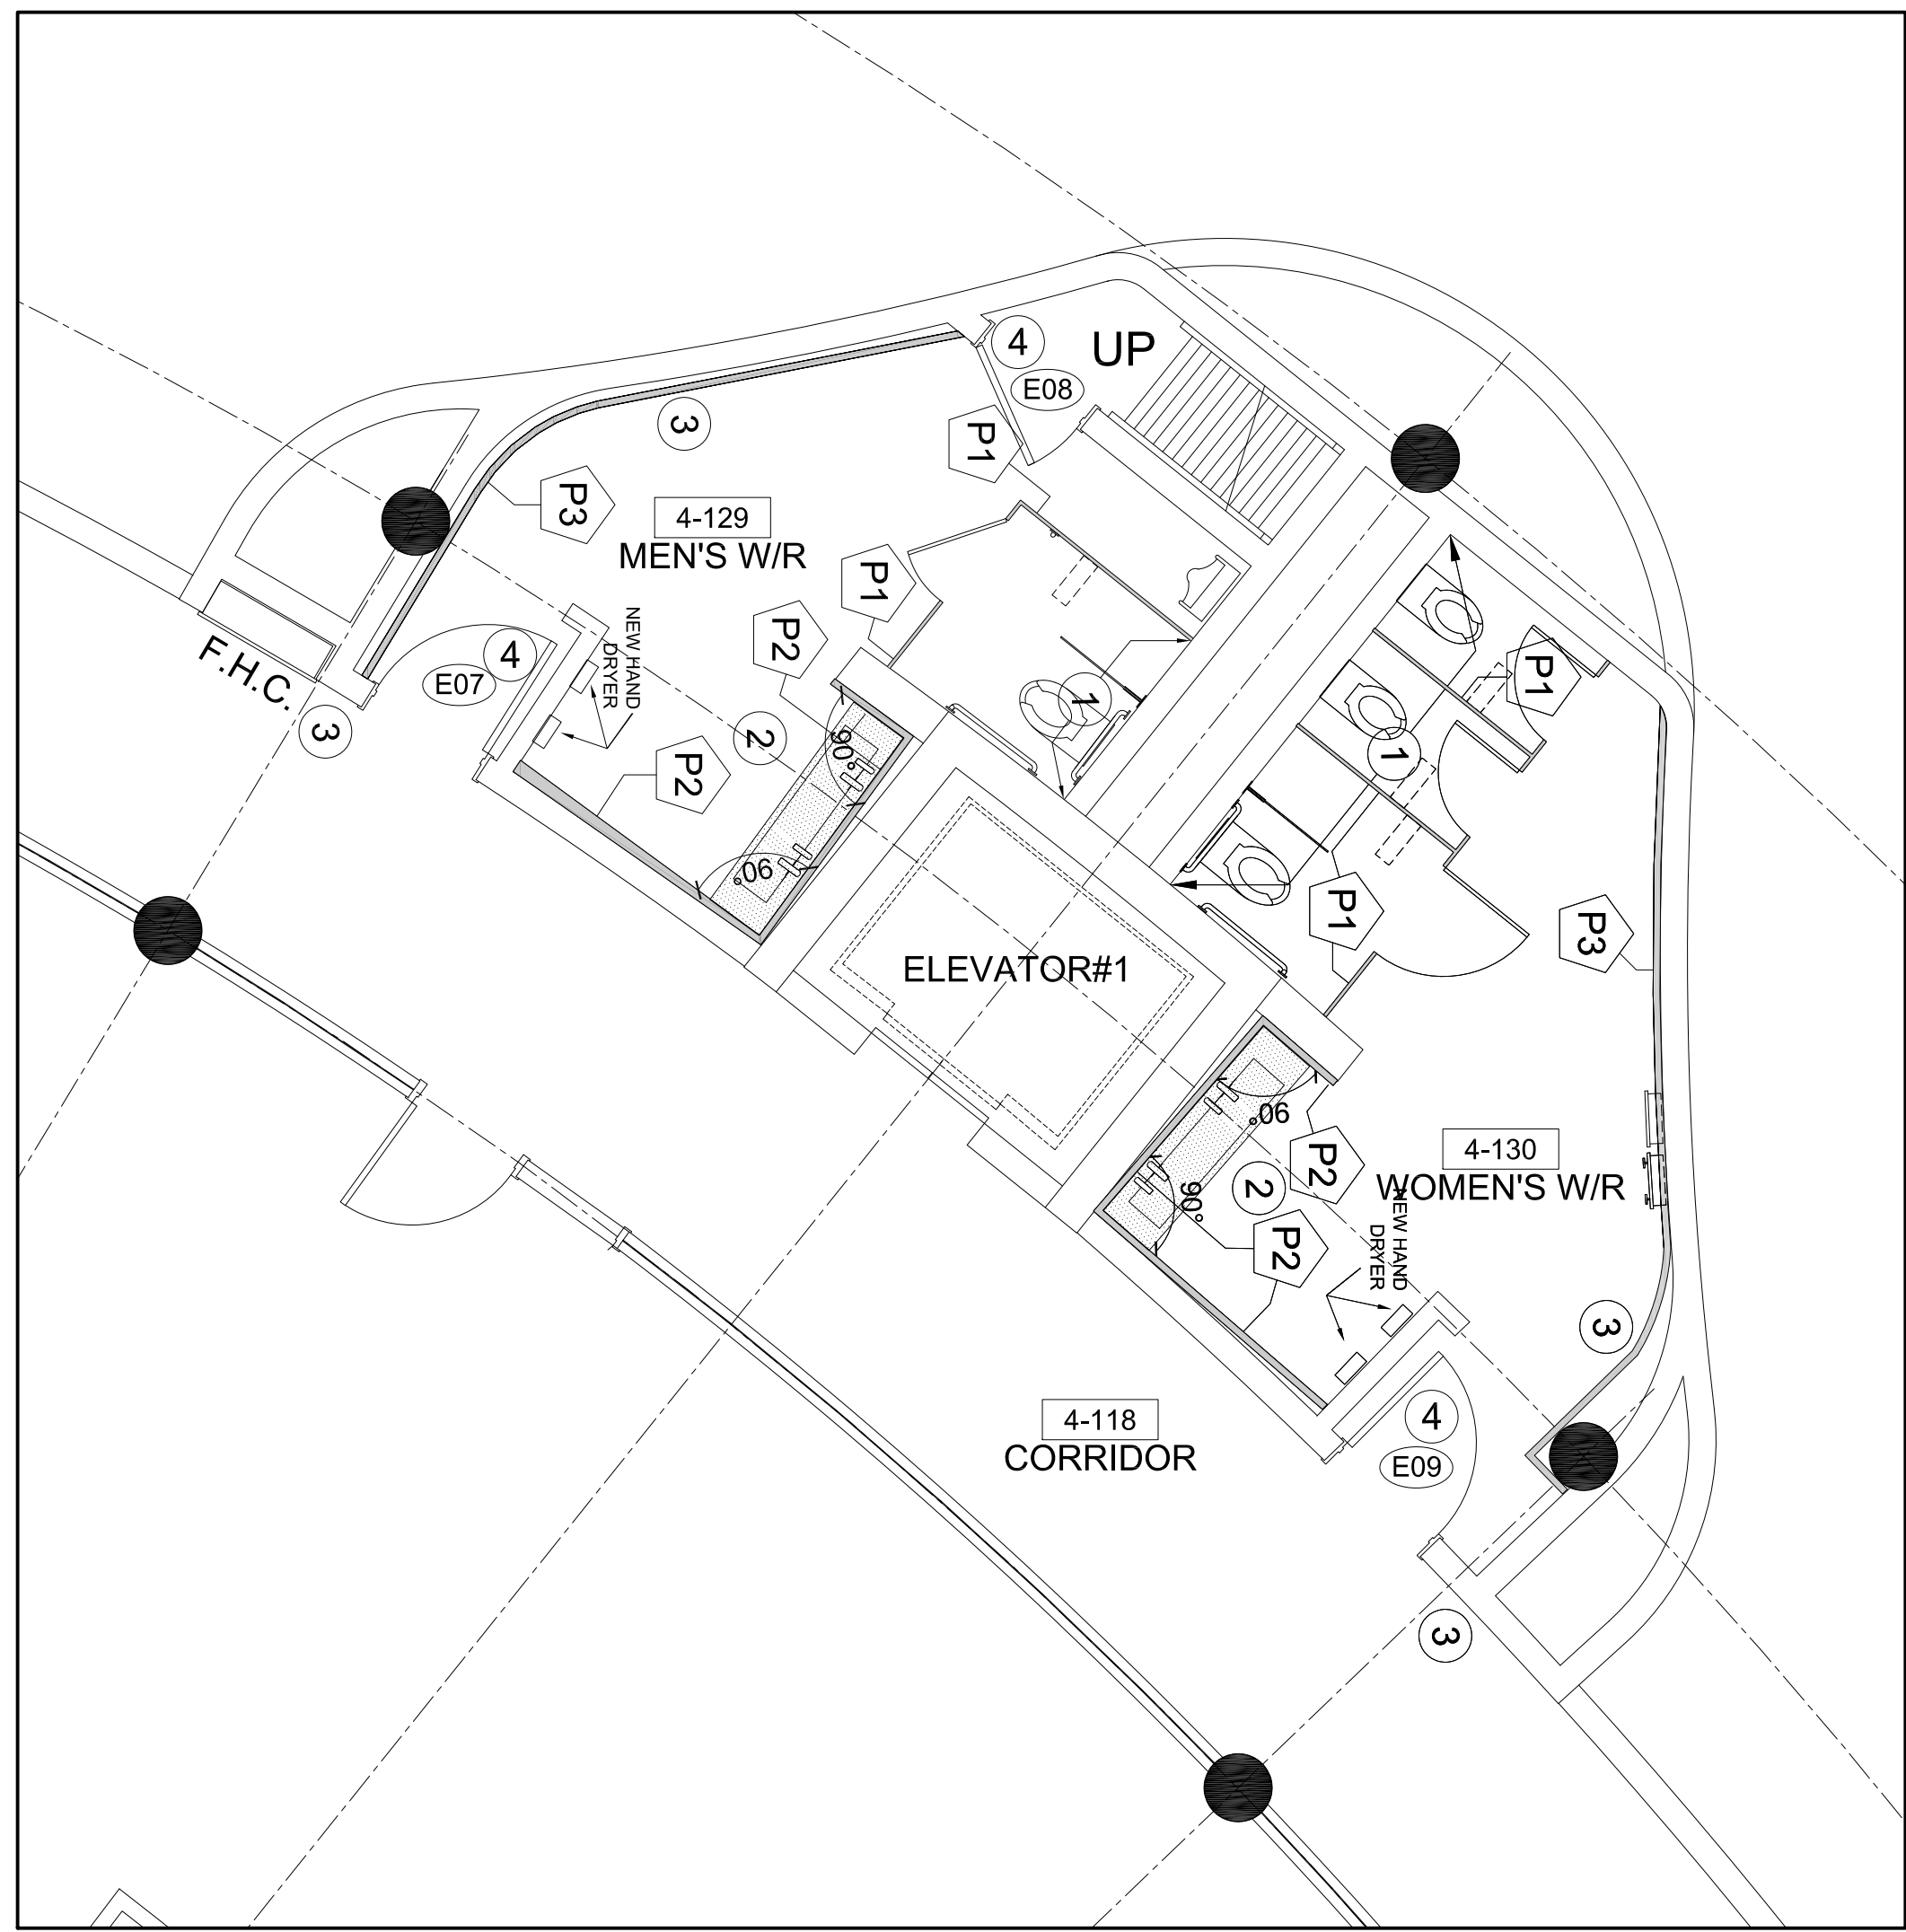 4
UP
E08
3
P1
P3
4-129
MEN'S W/R
P1
P2
NEW HAND
DRYER
F.H.C.
4
E07
3
2
P2
90°
90°
1
P1
1
P1
P3
ELEVATOR#1
90°
90°
2
P2
P2
4-130
WOMEN'S W/R
NEW HAND
DRYER
3
4-118
CORRIDOR
4
E09
3